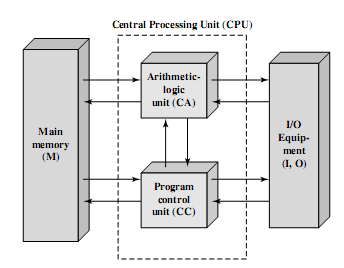 Central Processing Unit (CPU)
Main
memory
(M)
Arithmetic-
logic
unit (CA)
Program
control
unit (CC)
I/O
Equip-
ment
(I, O)